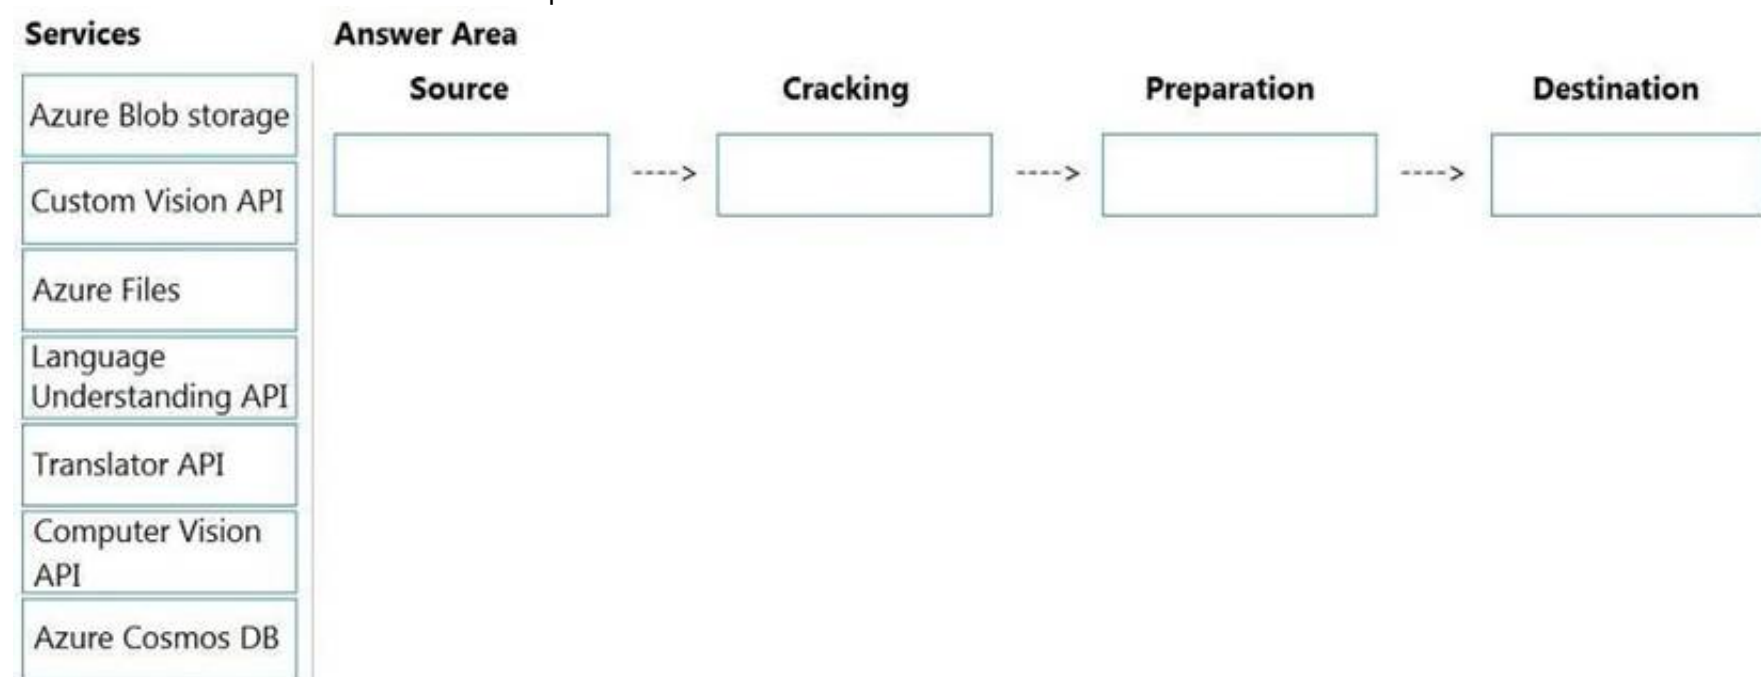 Services
Answer Area
Source
Cracking
Preparation
Destination
Azure Blob storage
Custom Vision API
Azure Files
Language
Understanding API
Translator API
Computer Vision
API
Azure Cosmos DB
---->
---->
---->